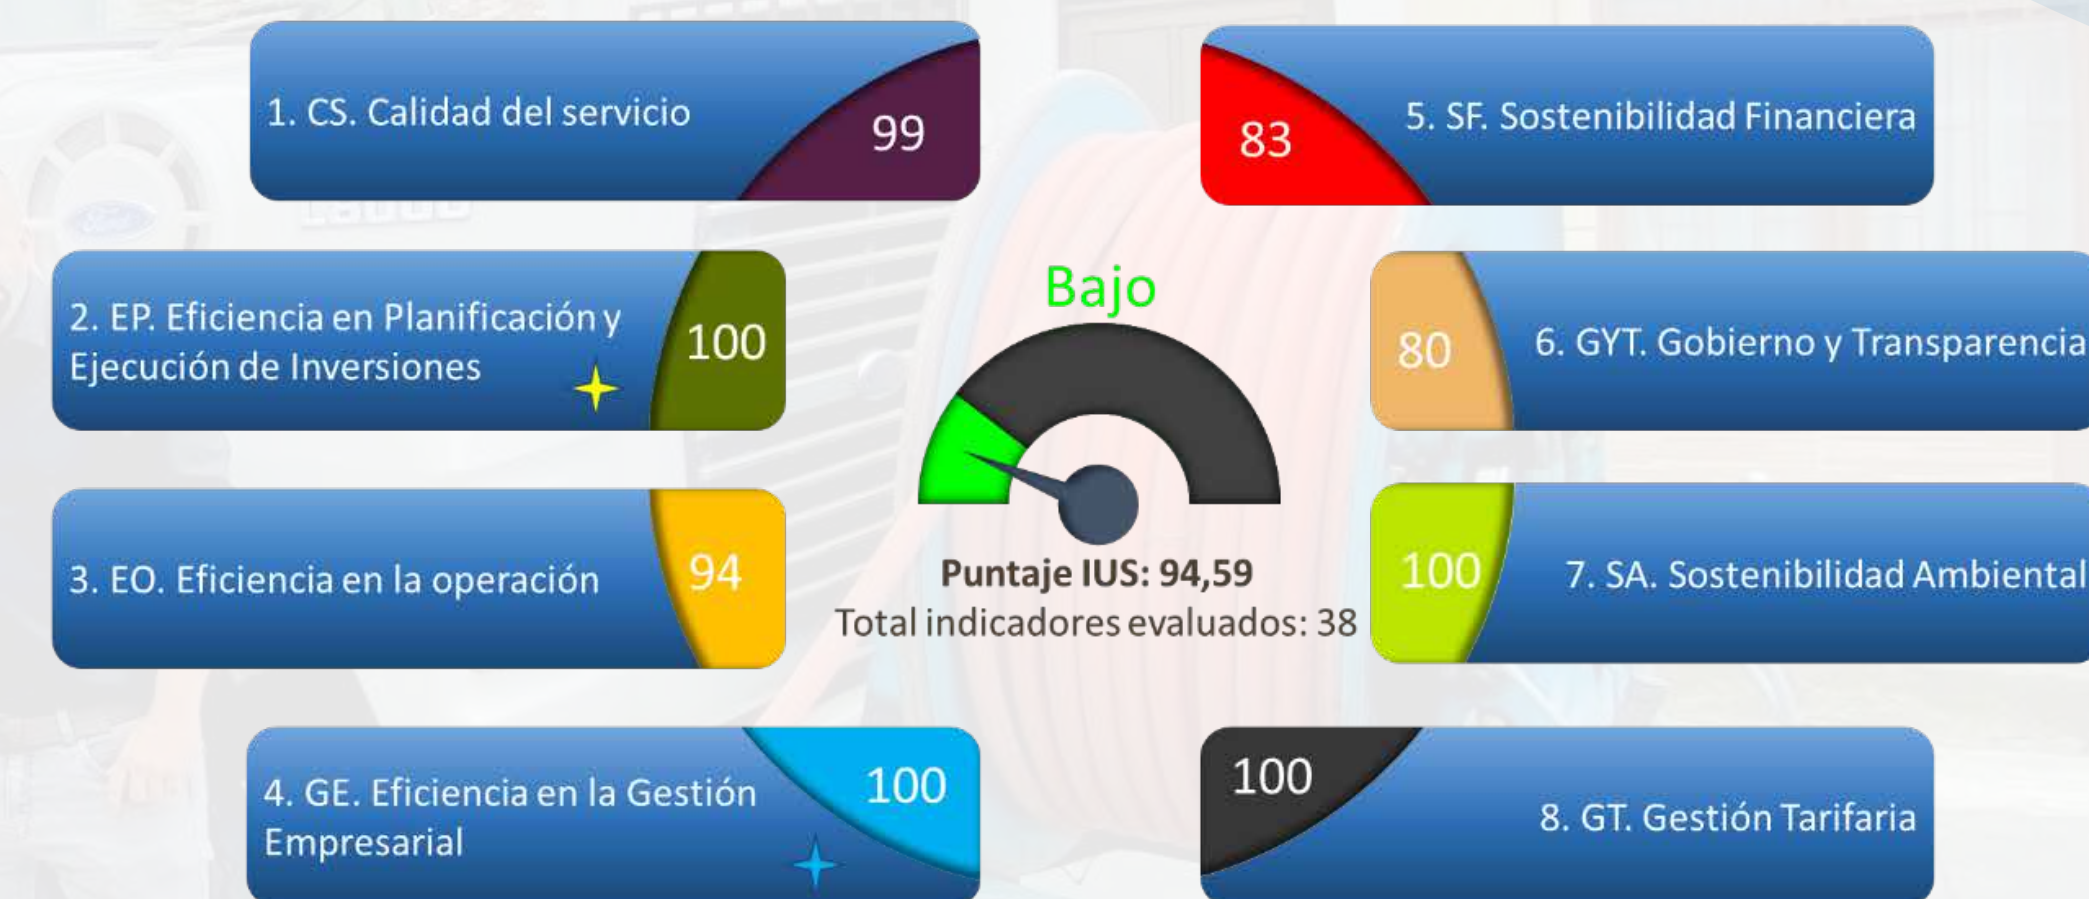 1. CS. Calidad del servicio
99
2. EP. Eficiencia en Planificación y
Ejecución de Inversiones
100
3. EO. Eficiencia en la operación
94
4. GE. Eficiencia en la Gestión
Empresarial
100
Bajo
Puntaje IUS: 94,59
Total indicadores evaluados: 38
83
5. SF. Sostenibilidad Financiera
80
6. GYT. Gobierno y Transparencia
100
7. SA. Sostenibilidad Ambiental
100
8. GT. Gestión Tarifaria
Ford